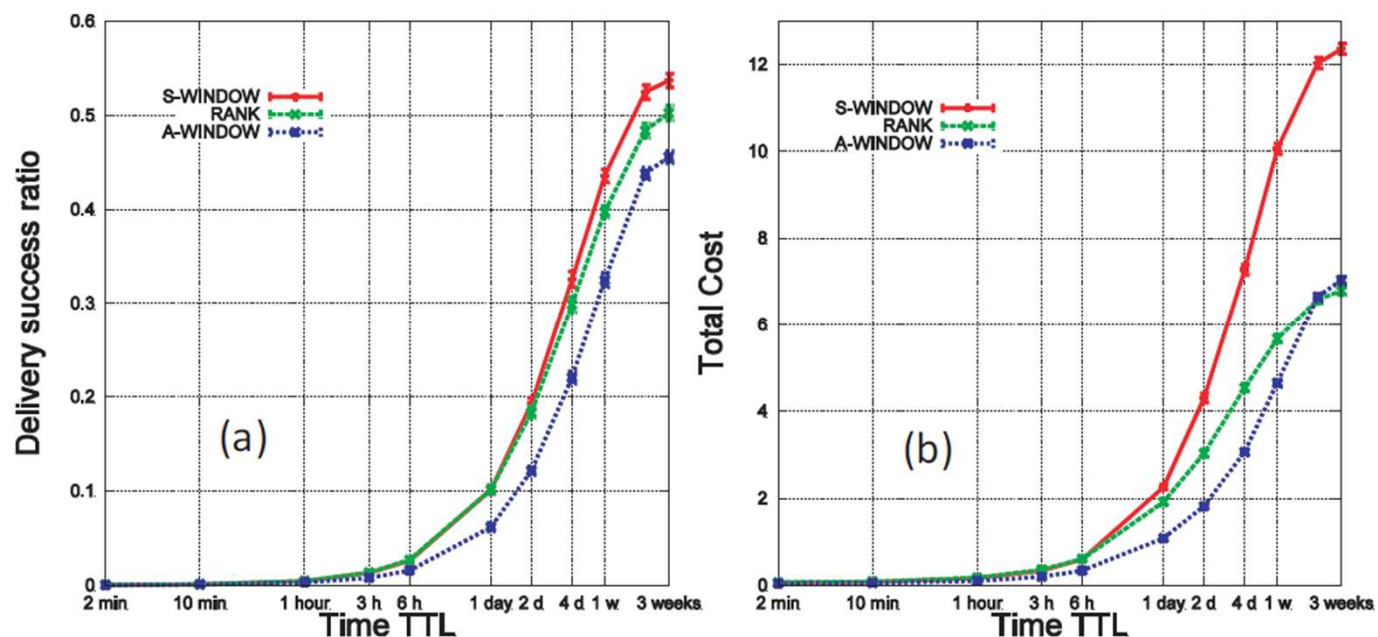 0.6
0.5
0.4
0.3
0.2
0.1
0
Delivery success ratio
S-WINDOW
RANK
A-WINDOW
(a)
2 min 10 min 1 hour 3 h 6 h 1 day 2 d 4 d 1 w 3 weeks
Time TTL
12
10
8
6
4
2
0
Total Cost
S-WINDOW
RANK
A-WINDOW
(b)
2 min 10 min 1 hour 3 h 6 h 1 day 2 d 4 d 1 w 3 weeks
Time TTL